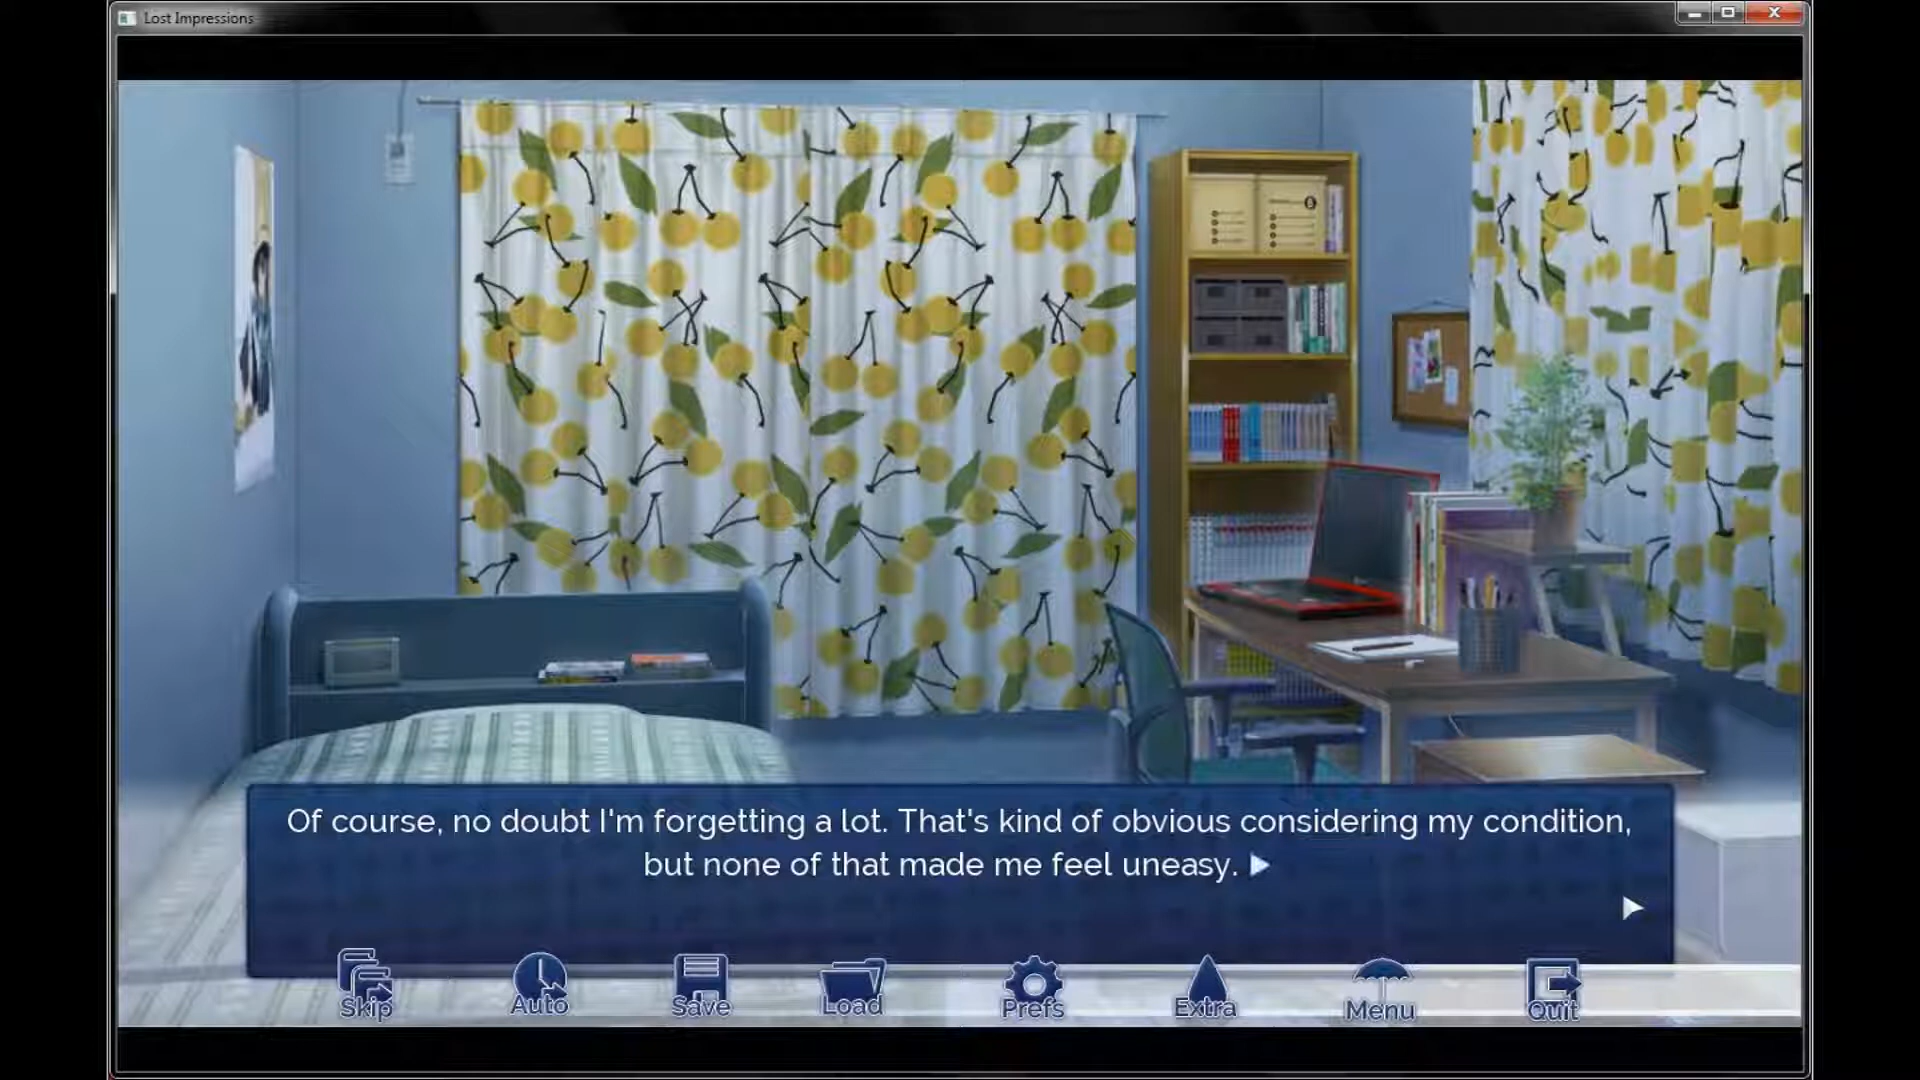 Lost Impressions
Of course, no doubt I'm forgetting a lot. That's kind of obvious considering my condition,
but none of that made me feel uneasy.
Skip Auto Save Load Prefs Extra Menu Quit